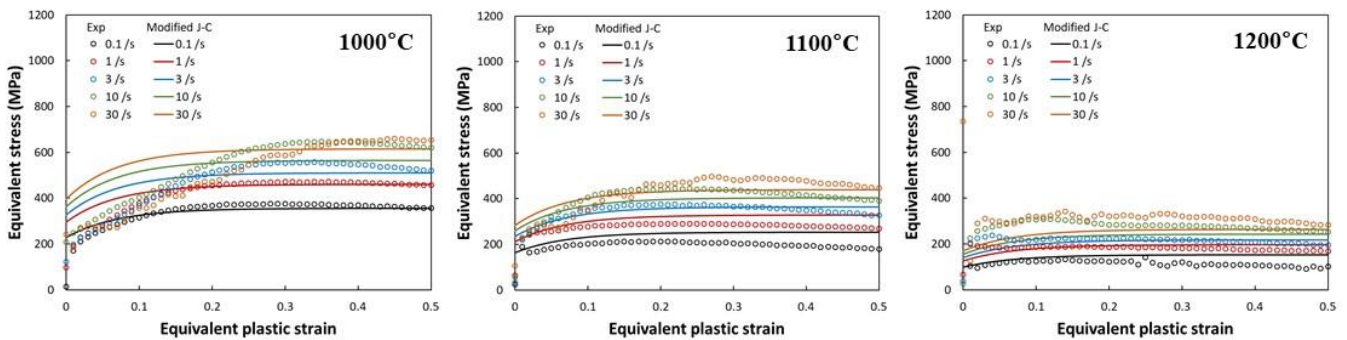 1200
1000
800
600
400
200
0
Equivalent stress (MPa)
Exp Modified J-C
0.1 /s 0.1 /s
1 /s 1 /s
3 /s 3 /s
10 /s 10 /s
30 /s 30 /s
1000°C
0 0.1 0.2 0.3 0.4 0.5
Equivalent plastic strain
1200
1000
800
600
400
200
0
Equivalent stress (MPa)
Exp Modified J-C
0.1 /s 0.1 /s
1 /s 1 /s
3 /s 3 /s
10 /s 10 /s
30 /s 30 /s
1100°C
0 0.1 0.2 0.3 0.4 0.5
Equivalent plastic strain
1200
1000
800
600
400
200
0
Equivalent stress (MPa)
Exp Modified J-C
0.1 /s 0.1 /s
1 /s 1 /s
3 /s 3 /s
10 /s 10 /s
30 /s 30 /s
1200°C
0 0.1 0.2 0.3 0.4 0.5
Equivalent plastic strain